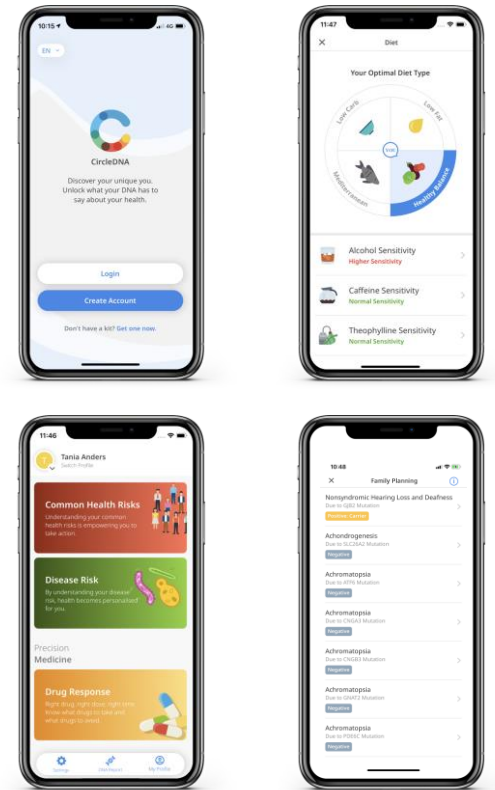 10:15
4G
EN
CircleDNA
Discover your unique you.
Unlock what your DNA has to
say about your health.
Login
Create Account
Don't have a kit? Get one now.
11:47
Diet
Your Optimal Diet Type
Low Carb
Low Fat
Mediterranean
Healthy Balance
Alcohol Sensitivity
Higher Sensitivity
Caffeine Sensitivity
Normal Sensitivity
Theophylline Sensitivity
Normal Sensitivity
11:46
Tania Anders
Switch Profile
Common Health Risks
Understanding your common
health risks is empowering you to
take action.
Disease Risk
By understanding your disease
risk, health becomes personalised
for you.
Precision
Medicine
Drug Response
Right drug, right dose, right time.
Know what drugs to take and
what drugs to avoid.
Settings
My Profile
10:48
Family Planning
Nonsyndromic Hearing Loss and Deafness
Due to GJB2 Mutation
Positive: Carrier
Achondrogenesis
Due to SLC26A2 Mutation
Negative
Achromatopsia
Due to ATF6 Mutation
Negative
Achromatopsia
Due to CNGA3 Mutation
Negative
Achromatopsia
Due to CNGB3 Mutation
Negative
Achromatopsia
Due to GNAT2 Mutation
Negative
Achromatopsia
Due to PDE6C Mutation
Negative